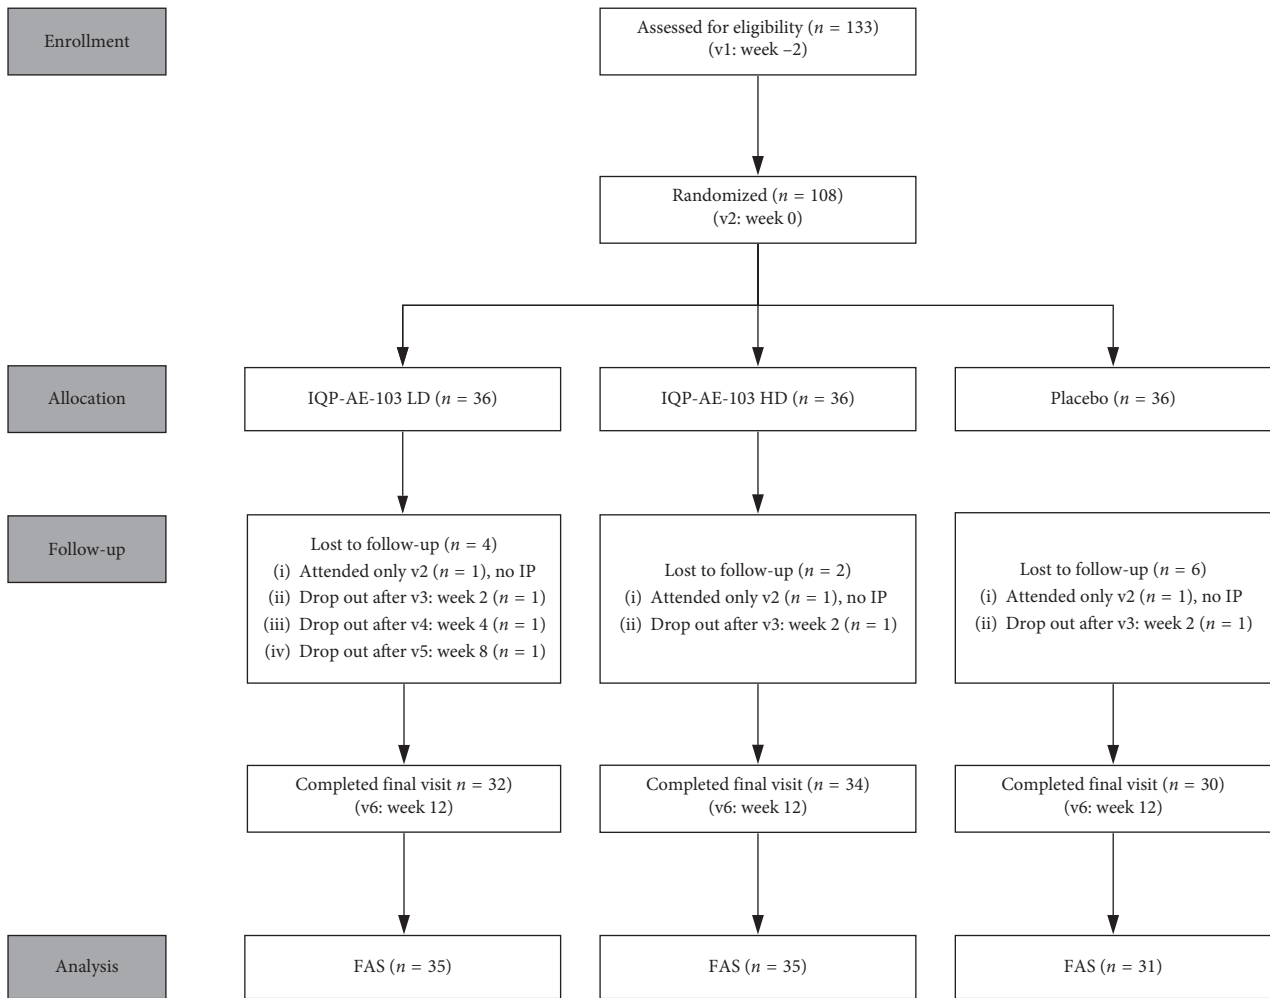 Enrollment
Assessed for eligibility (n = 133)
(v1: week –2)
Randomized (n = 108)
(v2: week 0)
Allocation
IQP-AE-103 LD (n = 36)
IQP-AE-103 HD (n = 36)
Placebo (n = 36)
Follow-up
Lost to follow-up (n = 4)
(i) Attended only v2 (n = 1), no IP
(ii) Drop out after v3: week 2 (n = 1)
(iii) Drop out after v4: week 4 (n = 1)
(iv) Drop out after v5: week 8 (n = 1)
Lost to follow-up (n = 2)
(i) Attended only v2 (n = 1), no IP
(ii) Drop out after v3: week 2 (n = 1)
Lost to follow-up (n = 6)
(i) Attended only v2 (n = 1), no IP
(ii) Drop out after v3: week 2 (n = 1)
Completed final visit n = 32)
(v6: week 12)
Completed final visit (n = 34)
(v6: week 12)
Completed final visit (n = 30)
(v6: week 12)
Analysis
FAS (n = 35)
FAS (n = 35)
FAS (n = 31)